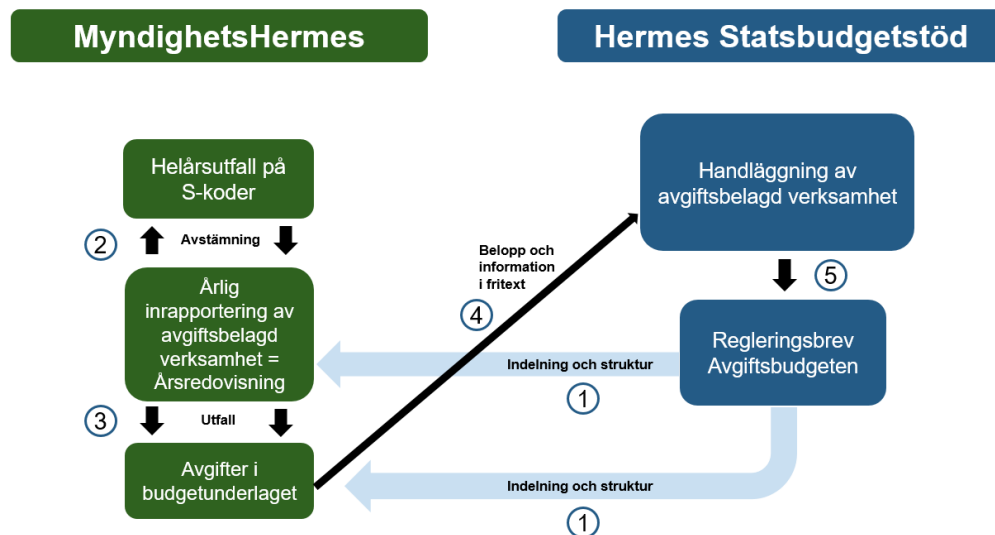 MyndighetsHermes
Hermes Statsbudgetstöd
Helårsutfall på
S-koder
2
Avstämning
Årlig
inrapportering av
avgiftsbelagd
verksamhet =
Årsredovisning
3
Utfall
Avgifter i
budgetunderlaget
Belopp och
information
i fritext
4
Handläggning av
avgiftsbelagd verksamhet
5
Regleringsbrev
Avgiftsbudgeten
Indelning och struktur
1
Indelning och struktur
1